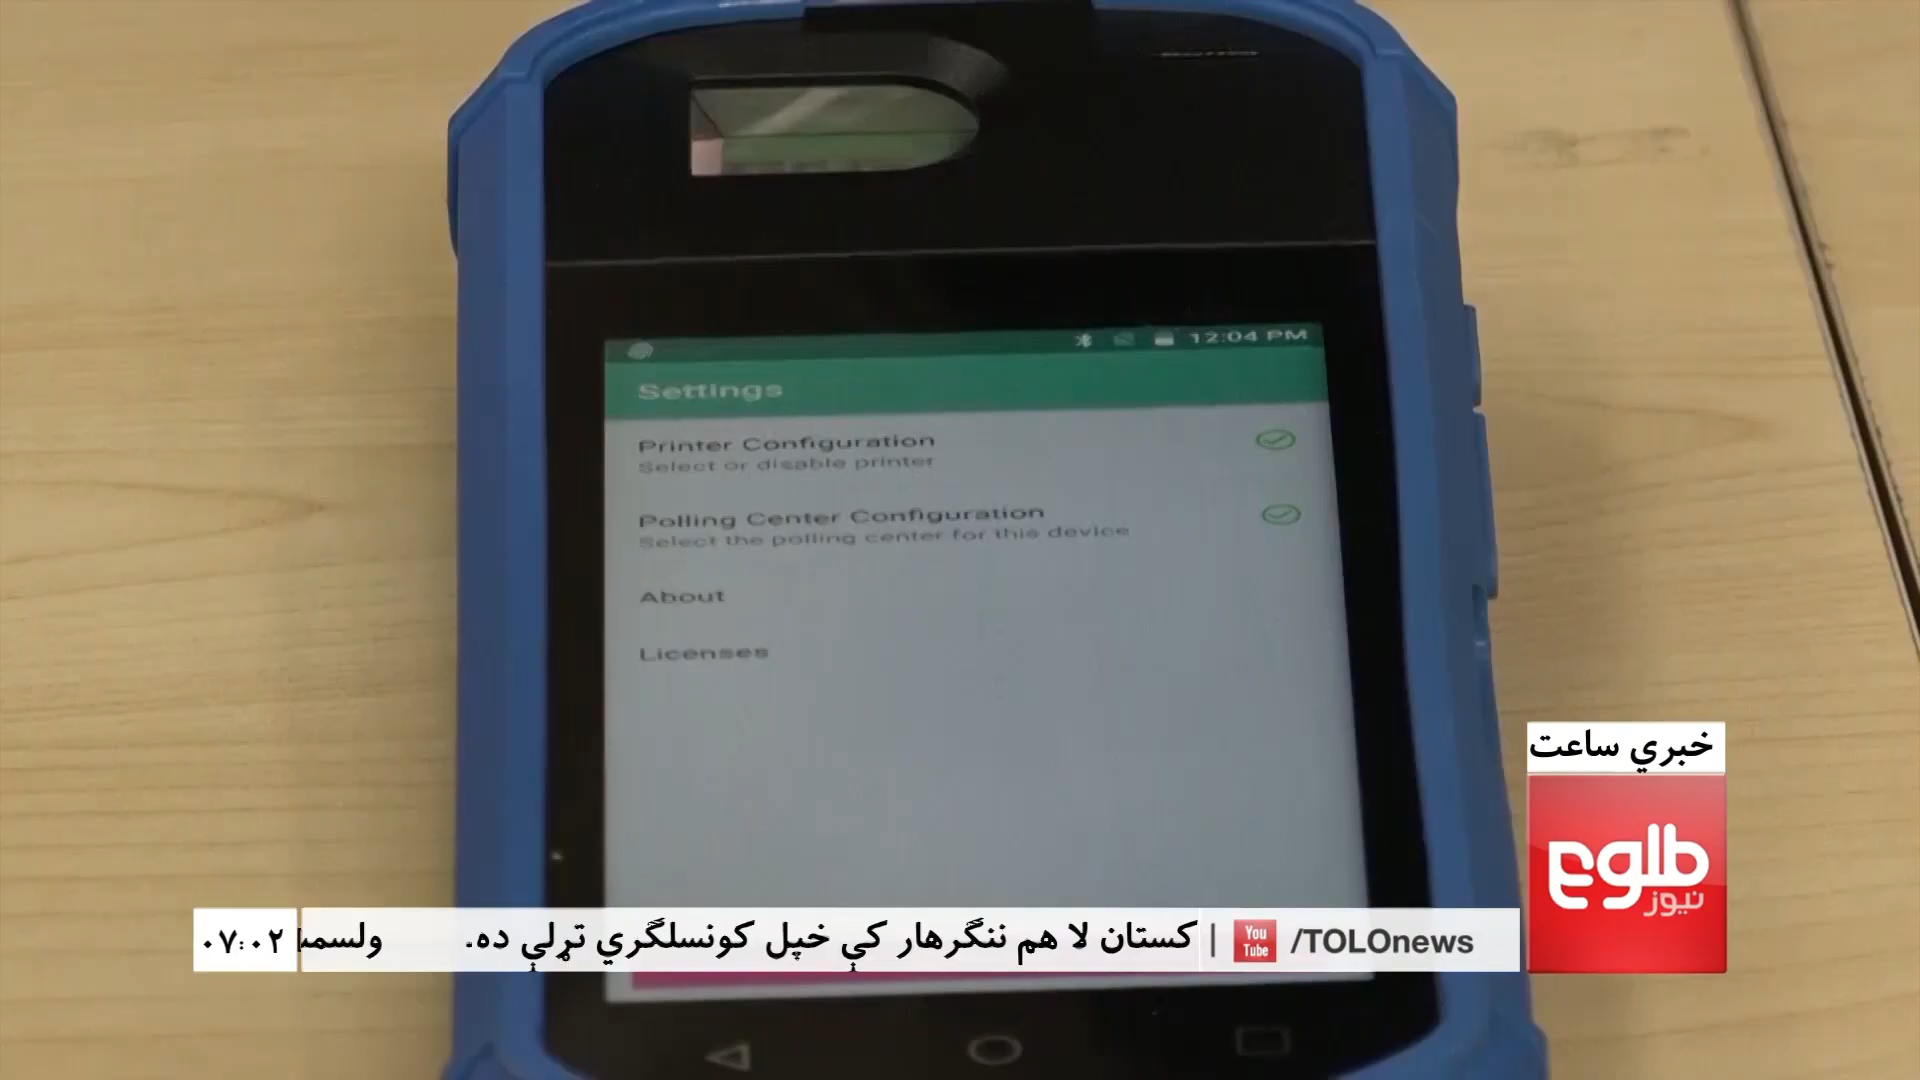 12:04 PM
Settings
Printer Configuration
Select or disable printer
Polling Center Configuration
Select the polling center for this device
About
Licenses
خبري ساعت
طلوع
نیوز
۰۷:۰۲
کستان لا هم ننګرهار کې خپل کونسلګري تړلې ده.
You
Tube
/TOLOnews